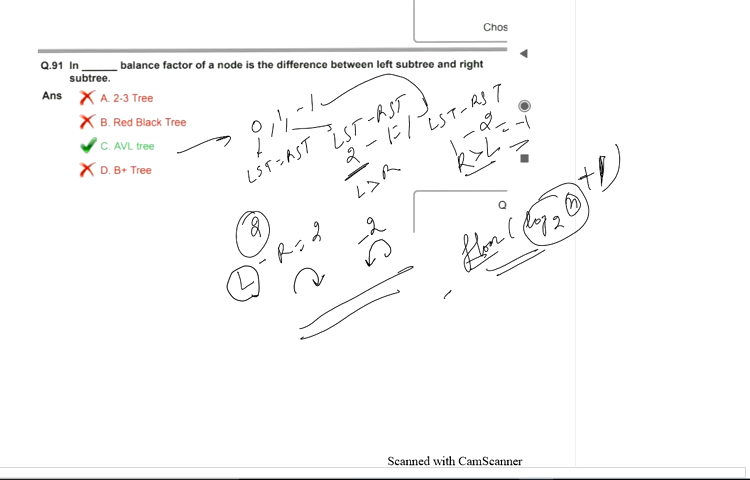 Chos
Q.91 In ______ balance factor of a node is the difference between left subtree and right
subtree.
Ans A. 2-3 Tree
B. Red Black Tree
C. AVL tree
D. B+ Tree
0, 1, -1
LST=RST
LST-RST
2 - 1 = 1
L>R
LST-RST
1 - 2 = -1
R>L
Q
2
L - R = 2
-2
floor(log2 n + 1)
Scanned with CamScanner